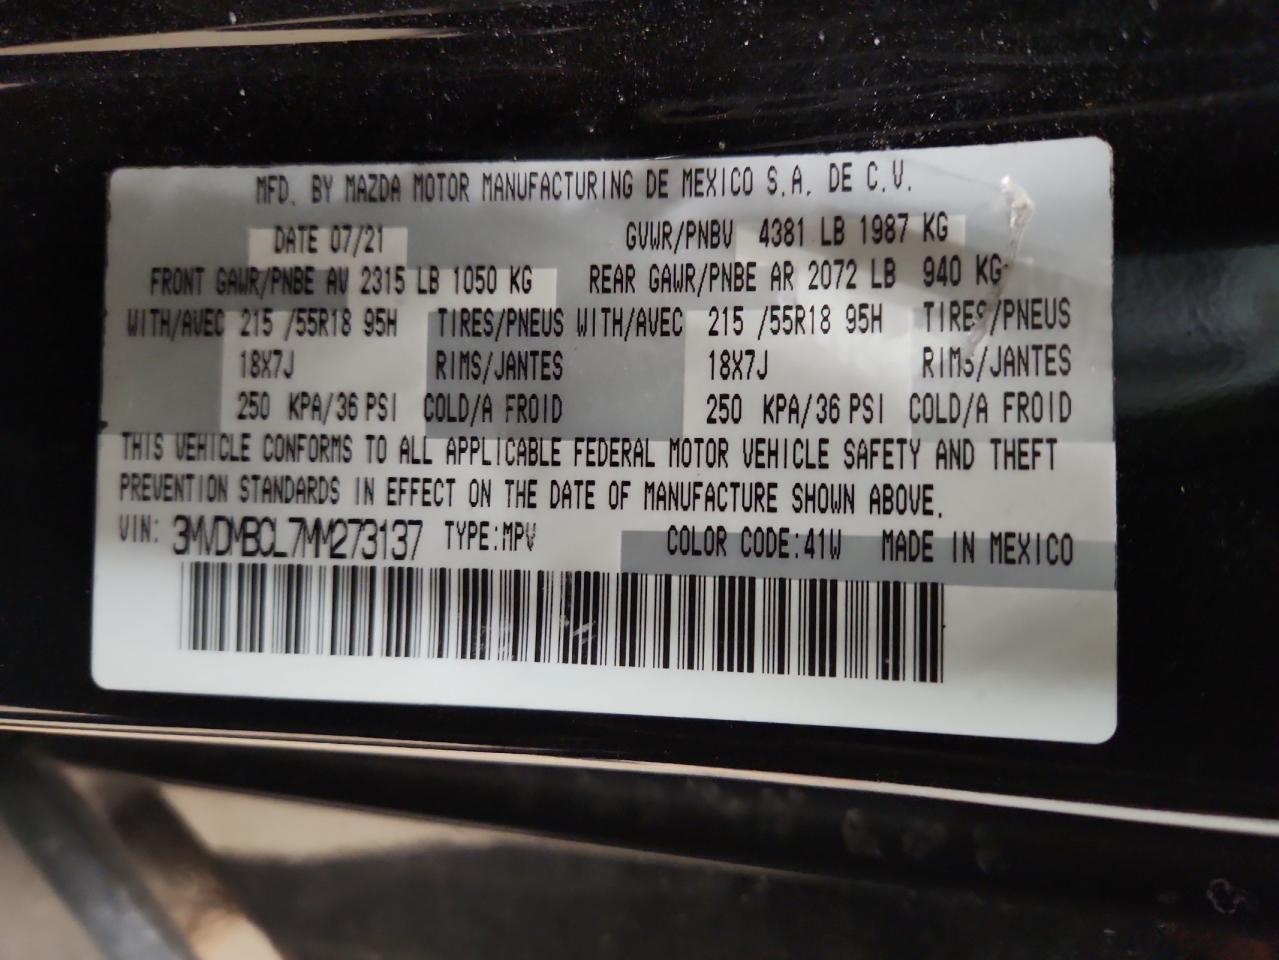 MFD. BY MAZDA MOTOR MANUFACTURING DE MEXICO S.A. DE C.V.
DATE 07/21 GVWR/PNBV 4381 LB 1987 KG
FRONT GAWR/PNBE AV 2315 LB 1050 KG REAR GAWR/PNBE AR 2072 LB 940 KG
WITH/AVEC 215 /55R18 95H TIRES/PNEUS WITH/AVEC 215 /55R18 95H TIRES/PNEUS
18X7J RIMS/JANTES 18X7J RIMS/JANTES
250 KPA/36 PSI COLD/A FROID 250 KPA/36 PSI COLD/A FROID
THIS VEHICLE CONFORMS TO ALL APPLICABLE FEDERAL MOTOR VEHICLE SAFETY AND THEFT
PREVENTION STANDARDS IN EFFECT ON THE DATE OF MANUFACTURE SHOWN ABOVE.
VIN: 3MVDMBCL7MM273137 TYPE:MPV COLOR CODE:41W MADE IN MEXICO